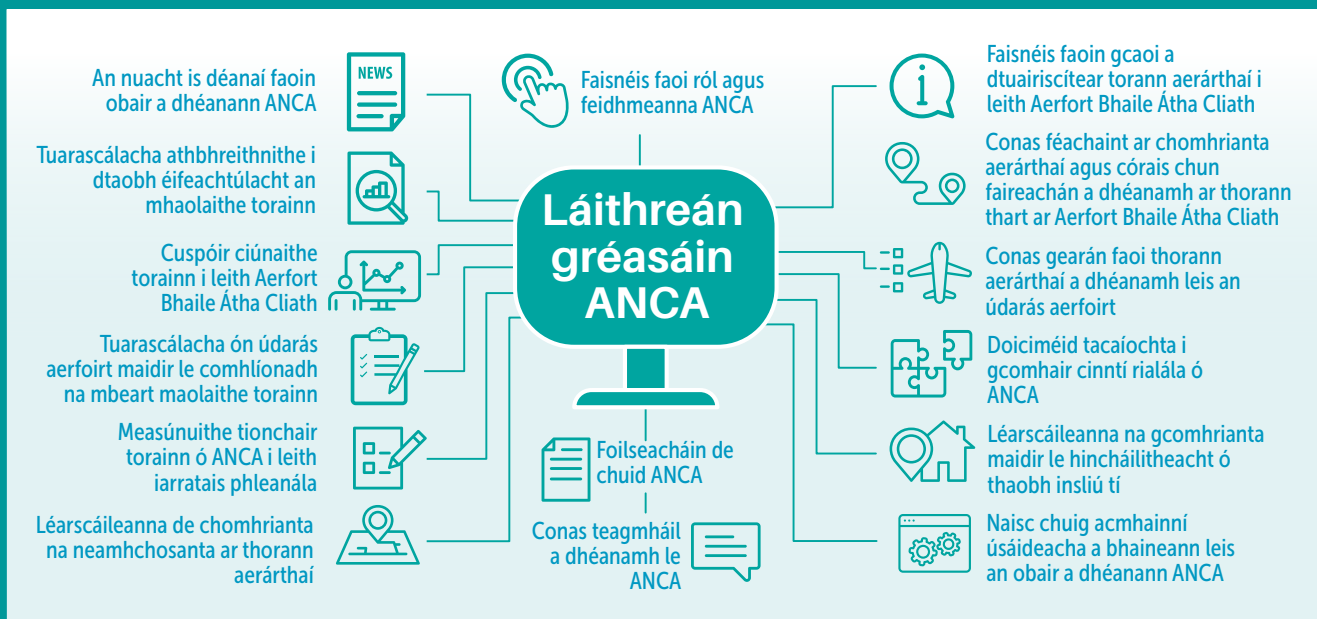 An nuacht is déanaí faoin
obair a dhéanann ANCA
NEWS
Tuarascálacha athbhreithnithe i
dtaobh éifeachtúlacht an
mhaolaithe torainn
Cuspóir ciúnaithe
torainn i leith Aerfort
Bhaile Átha Cliath
Tuarascálacha ón údarás
aerfoirt maidir le comhlíonadh
na mbeart maolaithe torainn
Measúnuithe tionchair
torainn ó ANCA i leith
iarratais phleanála
Léarscáileanna de chomhrianta
na neamhchosanta ar thorann
aerárthaí
Faisnéis faoi ról agus
feidhmeanna ANCA
Láithreán
gréasáin
ANCA
Foilseacháin de
chuid ANCA
Conas teagmháil
a dhéanamh le
ANCA
i
Faisnéis faoin gcaoi a
dtuairiscítear torann aerárthaí i
leith Aerfort Bhaile Átha Cliath
Conas féachaint ar chomhrianta
aerárthaí agus córais chun
faireachán a dhéanamh ar thorann
thart ar Aerfort Bhaile Átha Cliath
Conas gearán faoi thorann
aerárthaí a dhéanamh leis an
údarás aerfoirt
Doiciméid tacaíochta i
gcomhair cinntí rialála ó
ANCA
Léarscáileanna na gcomhrianta
maidir le hincháilitheacht ó
thaobh insliú tí
Naisc chuig acmhainní
úsáideacha a bhaineann leis
an obair a dhéanann ANCA